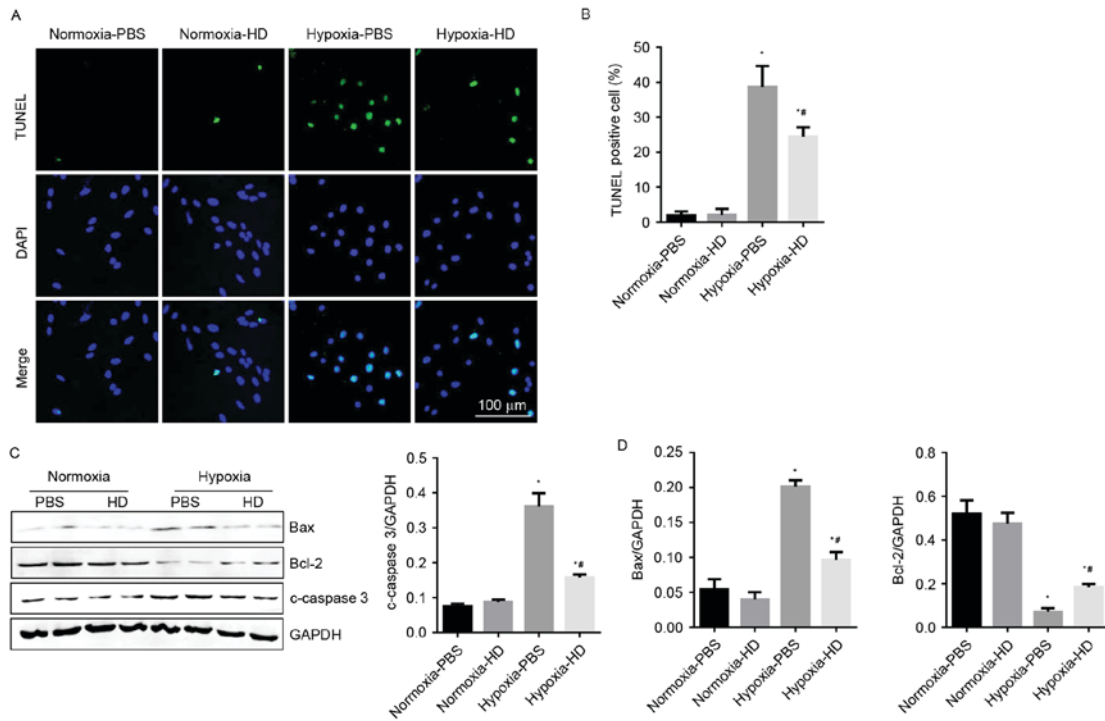 A
Normoxia-PBS Normoxia-HD Hypoxia-PBS Hypoxia-HD
TUNEL
DAPI
Merge
100 μm
B
TUNEL positive cell (%)
50
40
30
20
10
0
*
*#
Normoxia-PBS
Normoxia-HD
Hypoxia-PBS
Hypoxia-HD
C
Normoxia Hypoxia
PBS HD PBS HD
Bax
Bcl-2
c-caspase 3
GAPDH
c-caspase 3/GAPDH
0.5
0.4
0.3
0.2
0.1
0.0
*
*#
Normoxia-PBS
Normoxia-HD
Hypoxia-PBS
Hypoxia-HD
D
Bax/GAPDH
0.25
0.20
0.15
0.10
0.05
0.00
*
*#
Normoxia-PBS
Normoxia-HD
Hypoxia-PBS
Hypoxia-HD
Bcl-2/GAPDH
0.8
0.6
0.4
0.2
0.0
*
*#
Normoxia-PBS
Normoxia-HD
Hypoxia-PBS
Hypoxia-HD